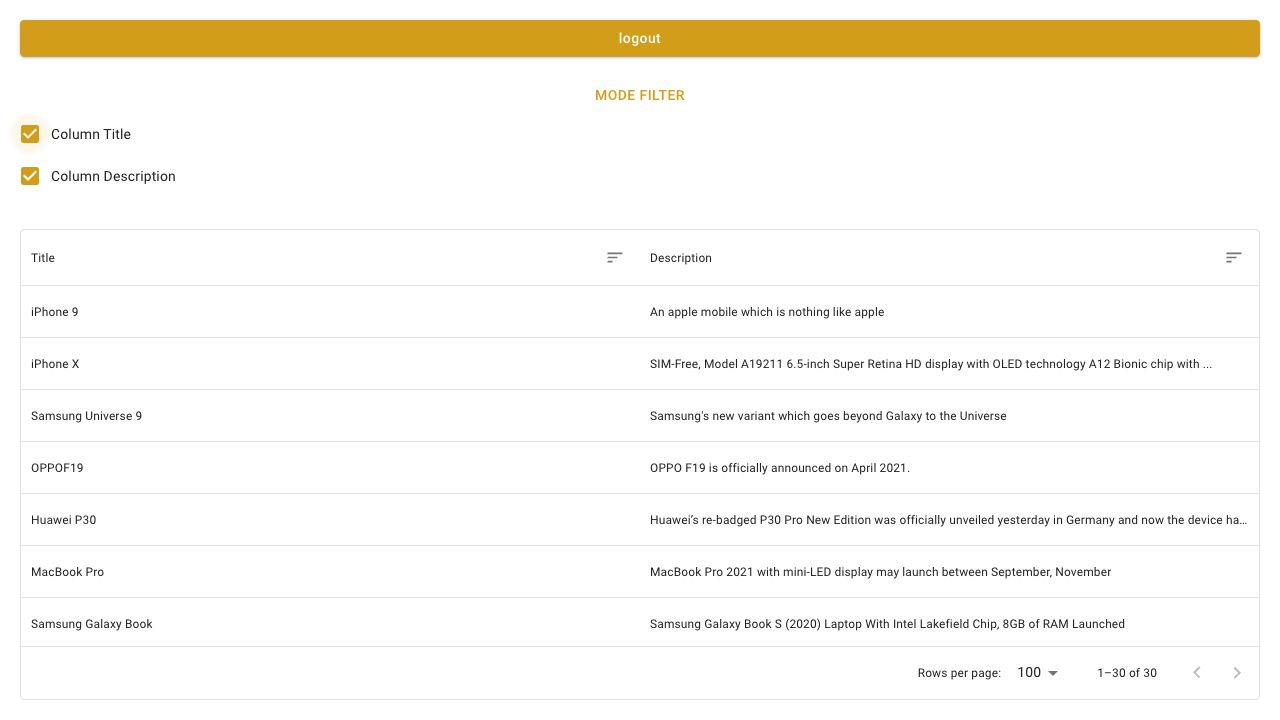 logout
MODE FILTER
Column Title
Column Description
Title Description
iPhone 9 An apple mobile which is nothing like apple
iPhone X SIM-Free, Model A19211 6.5-inch Super Retina HD display with OLED technology A12 Bionic chip with ...
Samsung Universe 9 Samsung's new variant which goes beyond Galaxy to the Universe
OPPOF19 OPPO F19 is officially announced on April 2021.
Huawei P30 Huawei’s re-badged P30 Pro New Edition was officially unveiled yesterday in Germany and now the device ha…
MacBook Pro MacBook Pro 2021 with mini-LED display may launch between September, November
Samsung Galaxy Book Samsung Galaxy Book S (2020) Laptop With Intel Lakefield Chip, 8GB of RAM Launched
Rows per page: 100 1–30 of 30